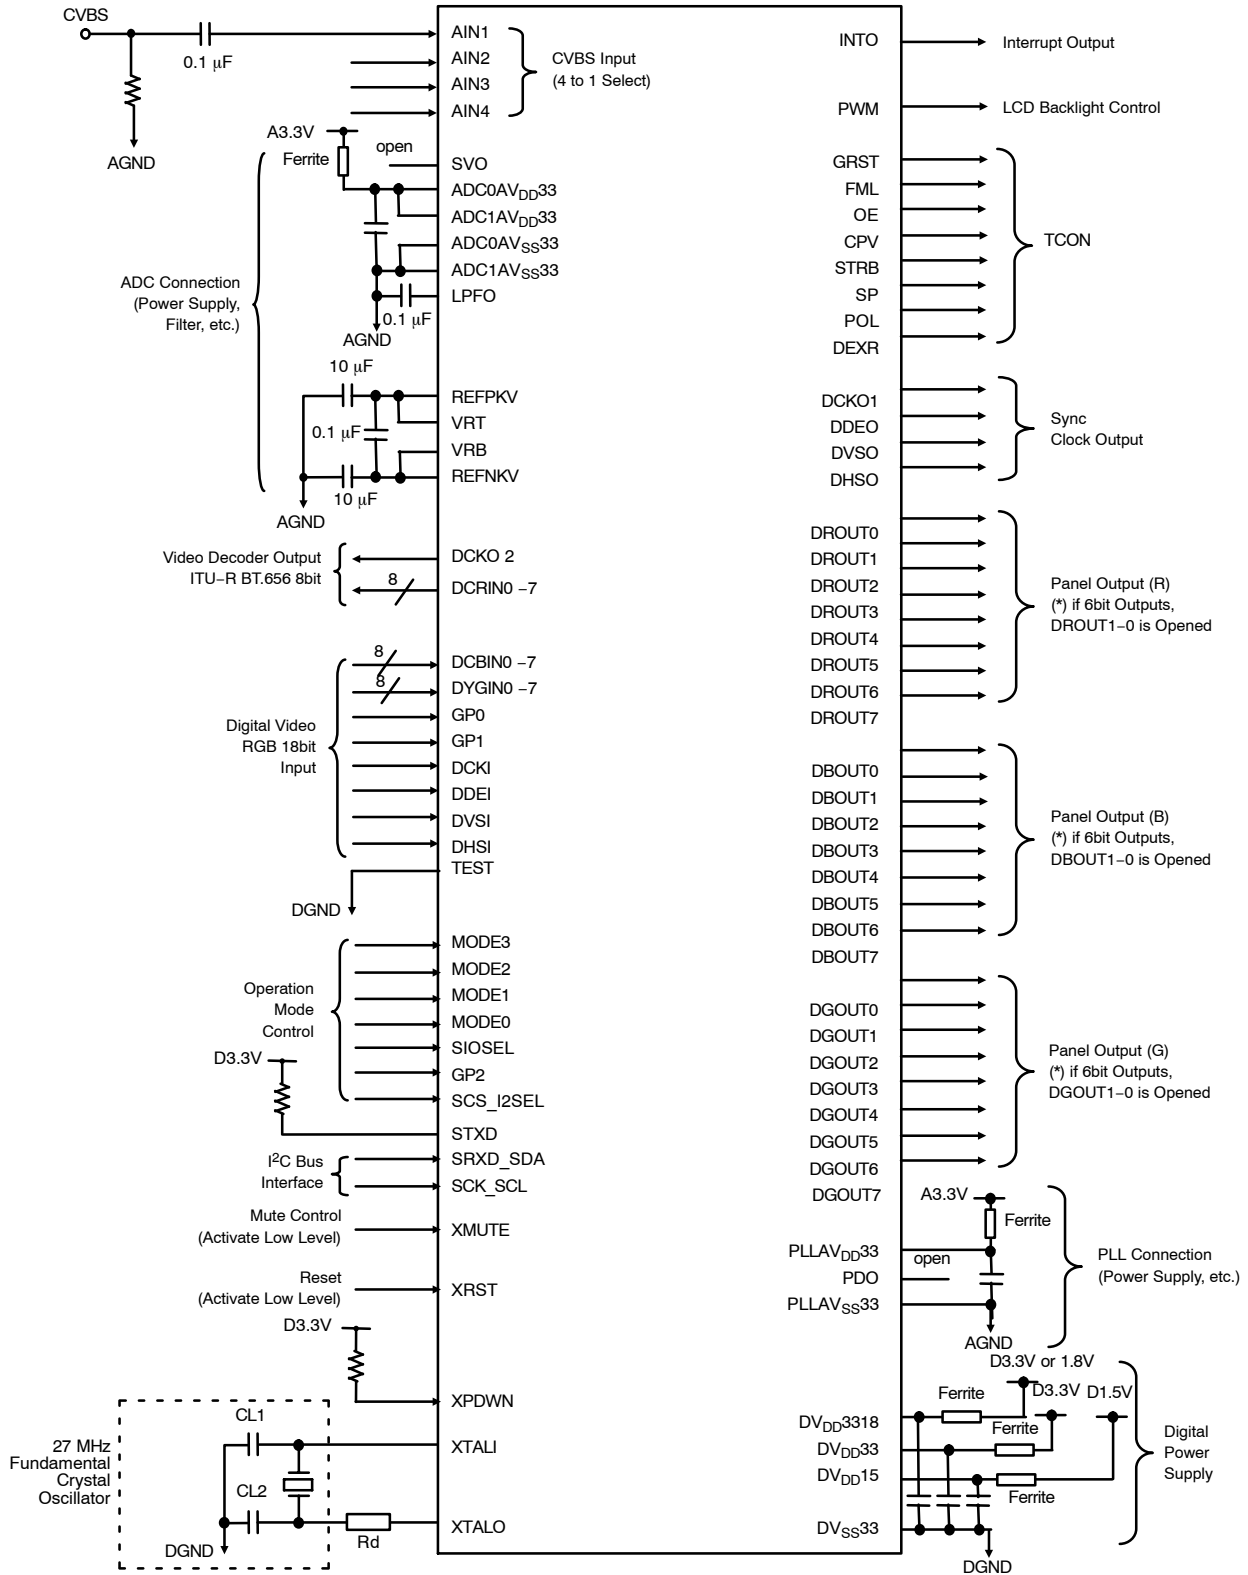 CVBS
0.1 μF
AGND
AIN1
AIN2
AIN3
AIN4
CVBS Input
(4 to 1 Select)
A3.3V
Ferrite
open
SVO
ADC0AVDD33
ADC1AVDD33
ADC0AVSS33
ADC1AVSS33
LPFO
0.1 μF
AGND
ADC Connection
(Power Supply,
Filter, etc.)
10 μF
REFPKV
VRT
0.1 μF
VRB
REFNKV
10 μF
AGND
Video Decoder Output
ITU−R BT.656 8bit
DCKO 2
8
DCRIN0 −7
8
DCBIN0 −7
8
DYGIN0 −7
GP0
GP1
DCKI
DDEI
DVSI
DHSI
Digital Video
RGB 18bit
Input
TEST
DGND
MODE3
MODE2
MODE1
MODE0
SIOSEL
GP2
SCS_I2SEL
Operation
Mode
Control
D3.3V
STXD
I2C Bus
Interface
SRXD_SDA
SCK_SCL
Mute Control
(Activate Low Level)
XMUTE
Reset
(Activate Low Level)
XRST
D3.3V
XPDWN
27 MHz
Fundamental
Crystal
Oscillator
CL1
CL2
DGND
XTALI
Rd
XTALO
INTO
Interrupt Output
PWM
LCD Backlight Control
GRST
FML
OE
CPV
STRB
SP
POL
DEXR
TCON
DCKO1
DDEO
DVSO
DHSO
Sync
Clock Output
DROUT0
DROUT1
DROUT2
DROUT3
DROUT4
DROUT5
DROUT6
DROUT7
Panel Output (R)
(*) if 6bit Outputs,
DROUT1−0 is Opened
DBOUT0
DBOUT1
DBOUT2
DBOUT3
DBOUT4
DBOUT5
DBOUT6
DBOUT7
Panel Output (B)
(*) if 6bit Outputs,
DBOUT1−0 is Opened
DGOUT0
DGOUT1
DGOUT2
DGOUT3
DGOUT4
DGOUT5
DGOUT6
DGOUT7
Panel Output (G)
(*) if 6bit Outputs,
DGOUT1−0 is Opened
A3.3V
Ferrite
PLLAVDD33
open
PDO
PLLAVSS33
AGND
PLL Connection
(Power Supply, etc.)
D3.3V or 1.8V
Ferrite
D3.3V
D1.5V
DVDD3318
Ferrite
DVDD33
DVDD15
Ferrite
DVSS33
DGND
Digital
Power
Supply